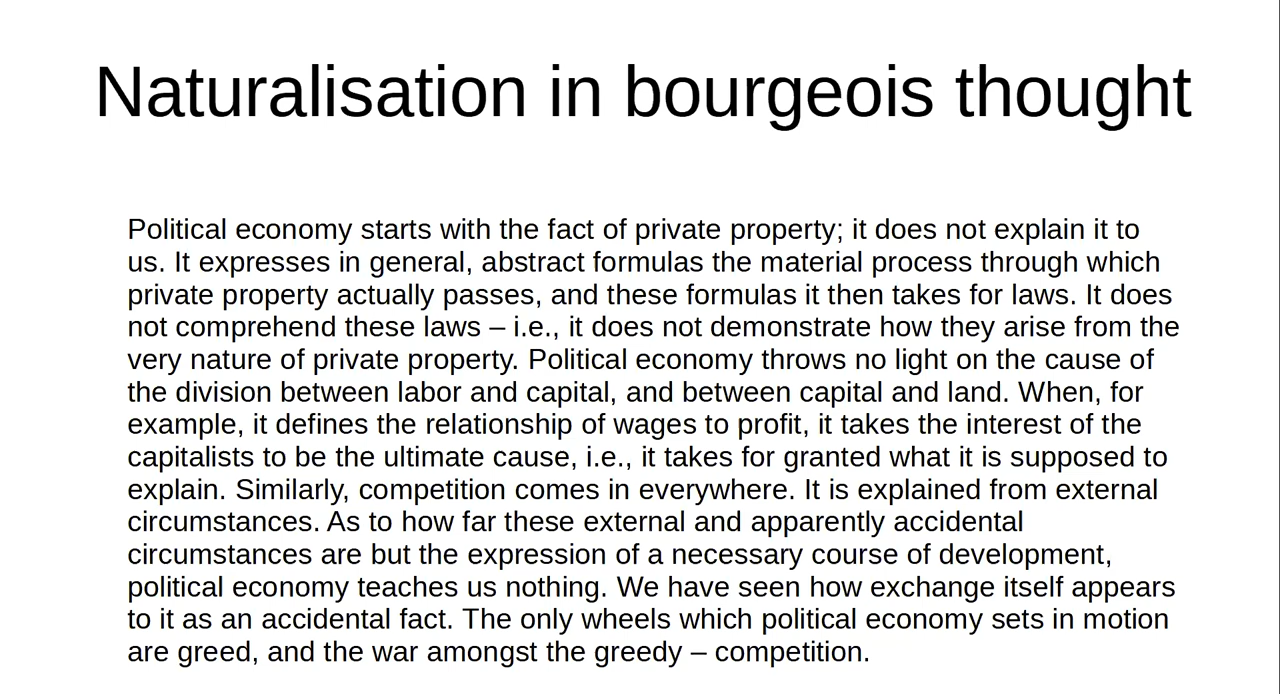 Naturalisation in bourgeois thought
Political economy starts with the fact of private property; it does not explain it to
us. It expresses in general, abstract formulas the material process through which
private property actually passes, and these formulas it then takes for laws. It does
not comprehend these laws – i.e., it does not demonstrate how they arise from the
very nature of private property. Political economy throws no light on the cause of
the division between labor and capital, and between capital and land. When, for
example, it defines the relationship of wages to profit, it takes the interest of the
capitalists to be the ultimate cause, i.e., it takes for granted what it is supposed to
explain. Similarly, competition comes in everywhere. It is explained from external
circumstances. As to how far these external and apparently accidental
circumstances are but the expression of a necessary course of development,
political economy teaches us nothing. We have seen how exchange itself appears
to it as an accidental fact. The only wheels which political economy sets in motion
are greed, and the war amongst the greedy – competition.